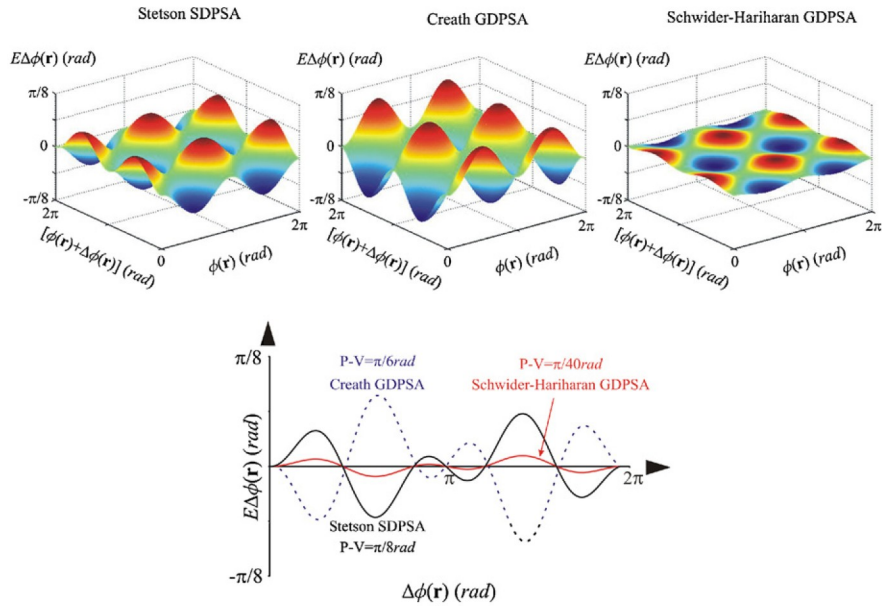 Stetson SDPSA
Creath GDPSA
Schwider-Hariharan GDPSA
EΔϕ(r) (rad)
π/8
0
-π/8
2π
[ϕ(r)+Δϕ(r)] (rad)
0
ϕ(r) (rad)
2π
EΔϕ(r) (rad)
π/8
0
-π/8
2π
[ϕ(r)+Δϕ(r)] (rad)
0
ϕ(r) (rad)
2π
EΔϕ(r) (rad)
π/8
0
-π/8
2π
[ϕ(r)+Δϕ(r)] (rad)
0
ϕ(r) (rad)
2π
π/8
P-V=π/6rad
Creath GDPSA
P-V=π/40rad
Schwider-Hariharan GDPSA
EΔϕ(r) (rad)
π
2π
Stetson SDPSA
P-V=π/8rad
-π/8
Δϕ(r) (rad)